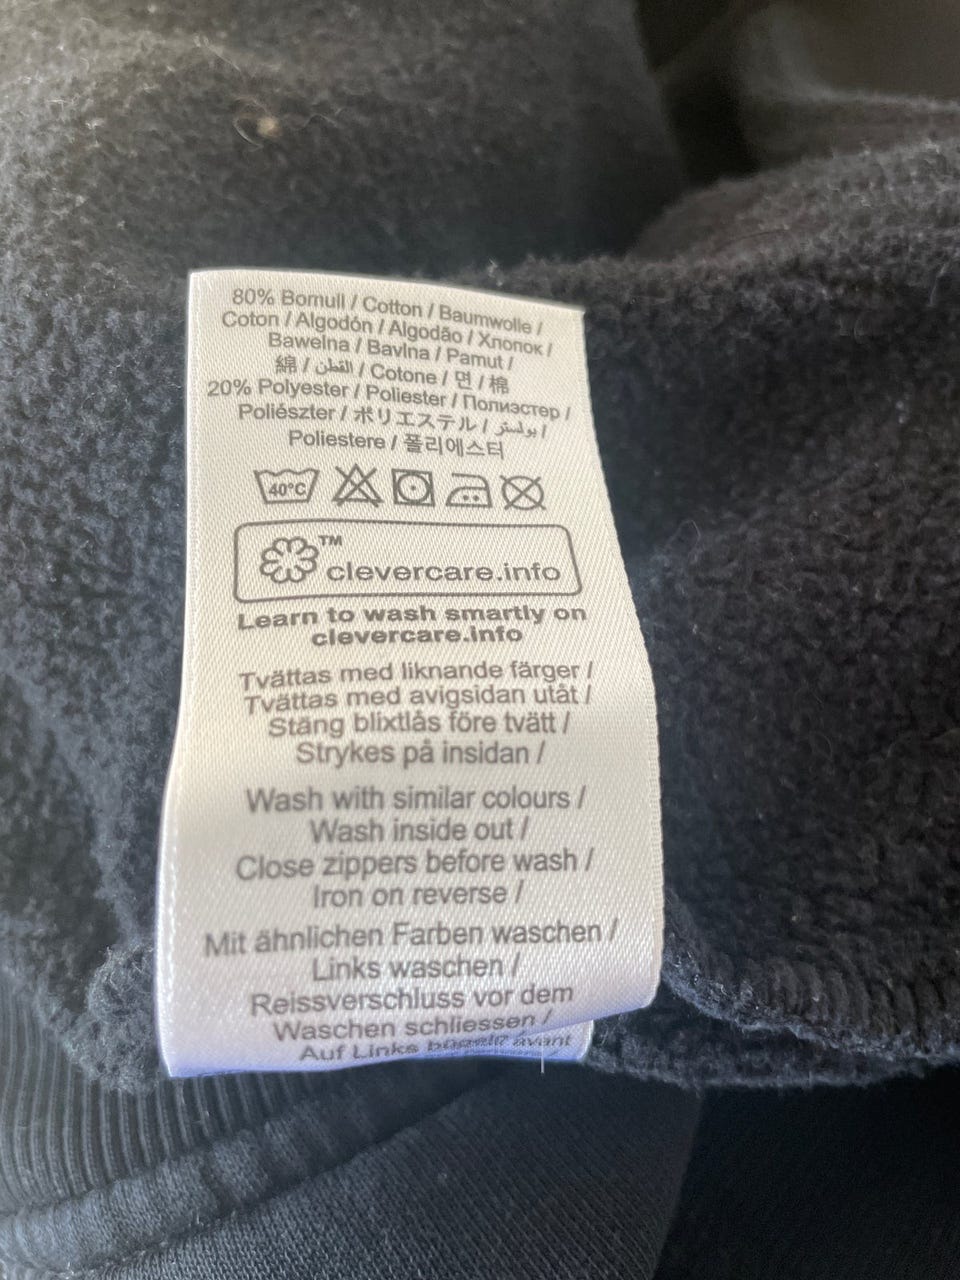 80% Bomull / Cotton / Baumwolle /
Coton / Algodón / Algodão / Хлопок /
Bawełna / Bavlna / Pamut /
綿 / القطن / Cotone / 면 / 棉
20% Polyester / Poliester / Полиэстер /
Poliészter / ポリエステル / بوليستر /
Poliestere / 폴리에스터
40°C
™
clevercare.info
Learn to wash smartly on
clevercare.info
Tvättas med liknande färger /
Tvättas med avigsidan utåt /
Stäng blixtlås före tvätt /
Strykes på insidan /
Wash with similar colours /
Wash inside out /
Close zippers before wash /
Iron on reverse /
Mit ähnlichen Farben waschen /
Links waschen /
Reissverschluss vor dem
Waschen schliessen /
Auf Links avant